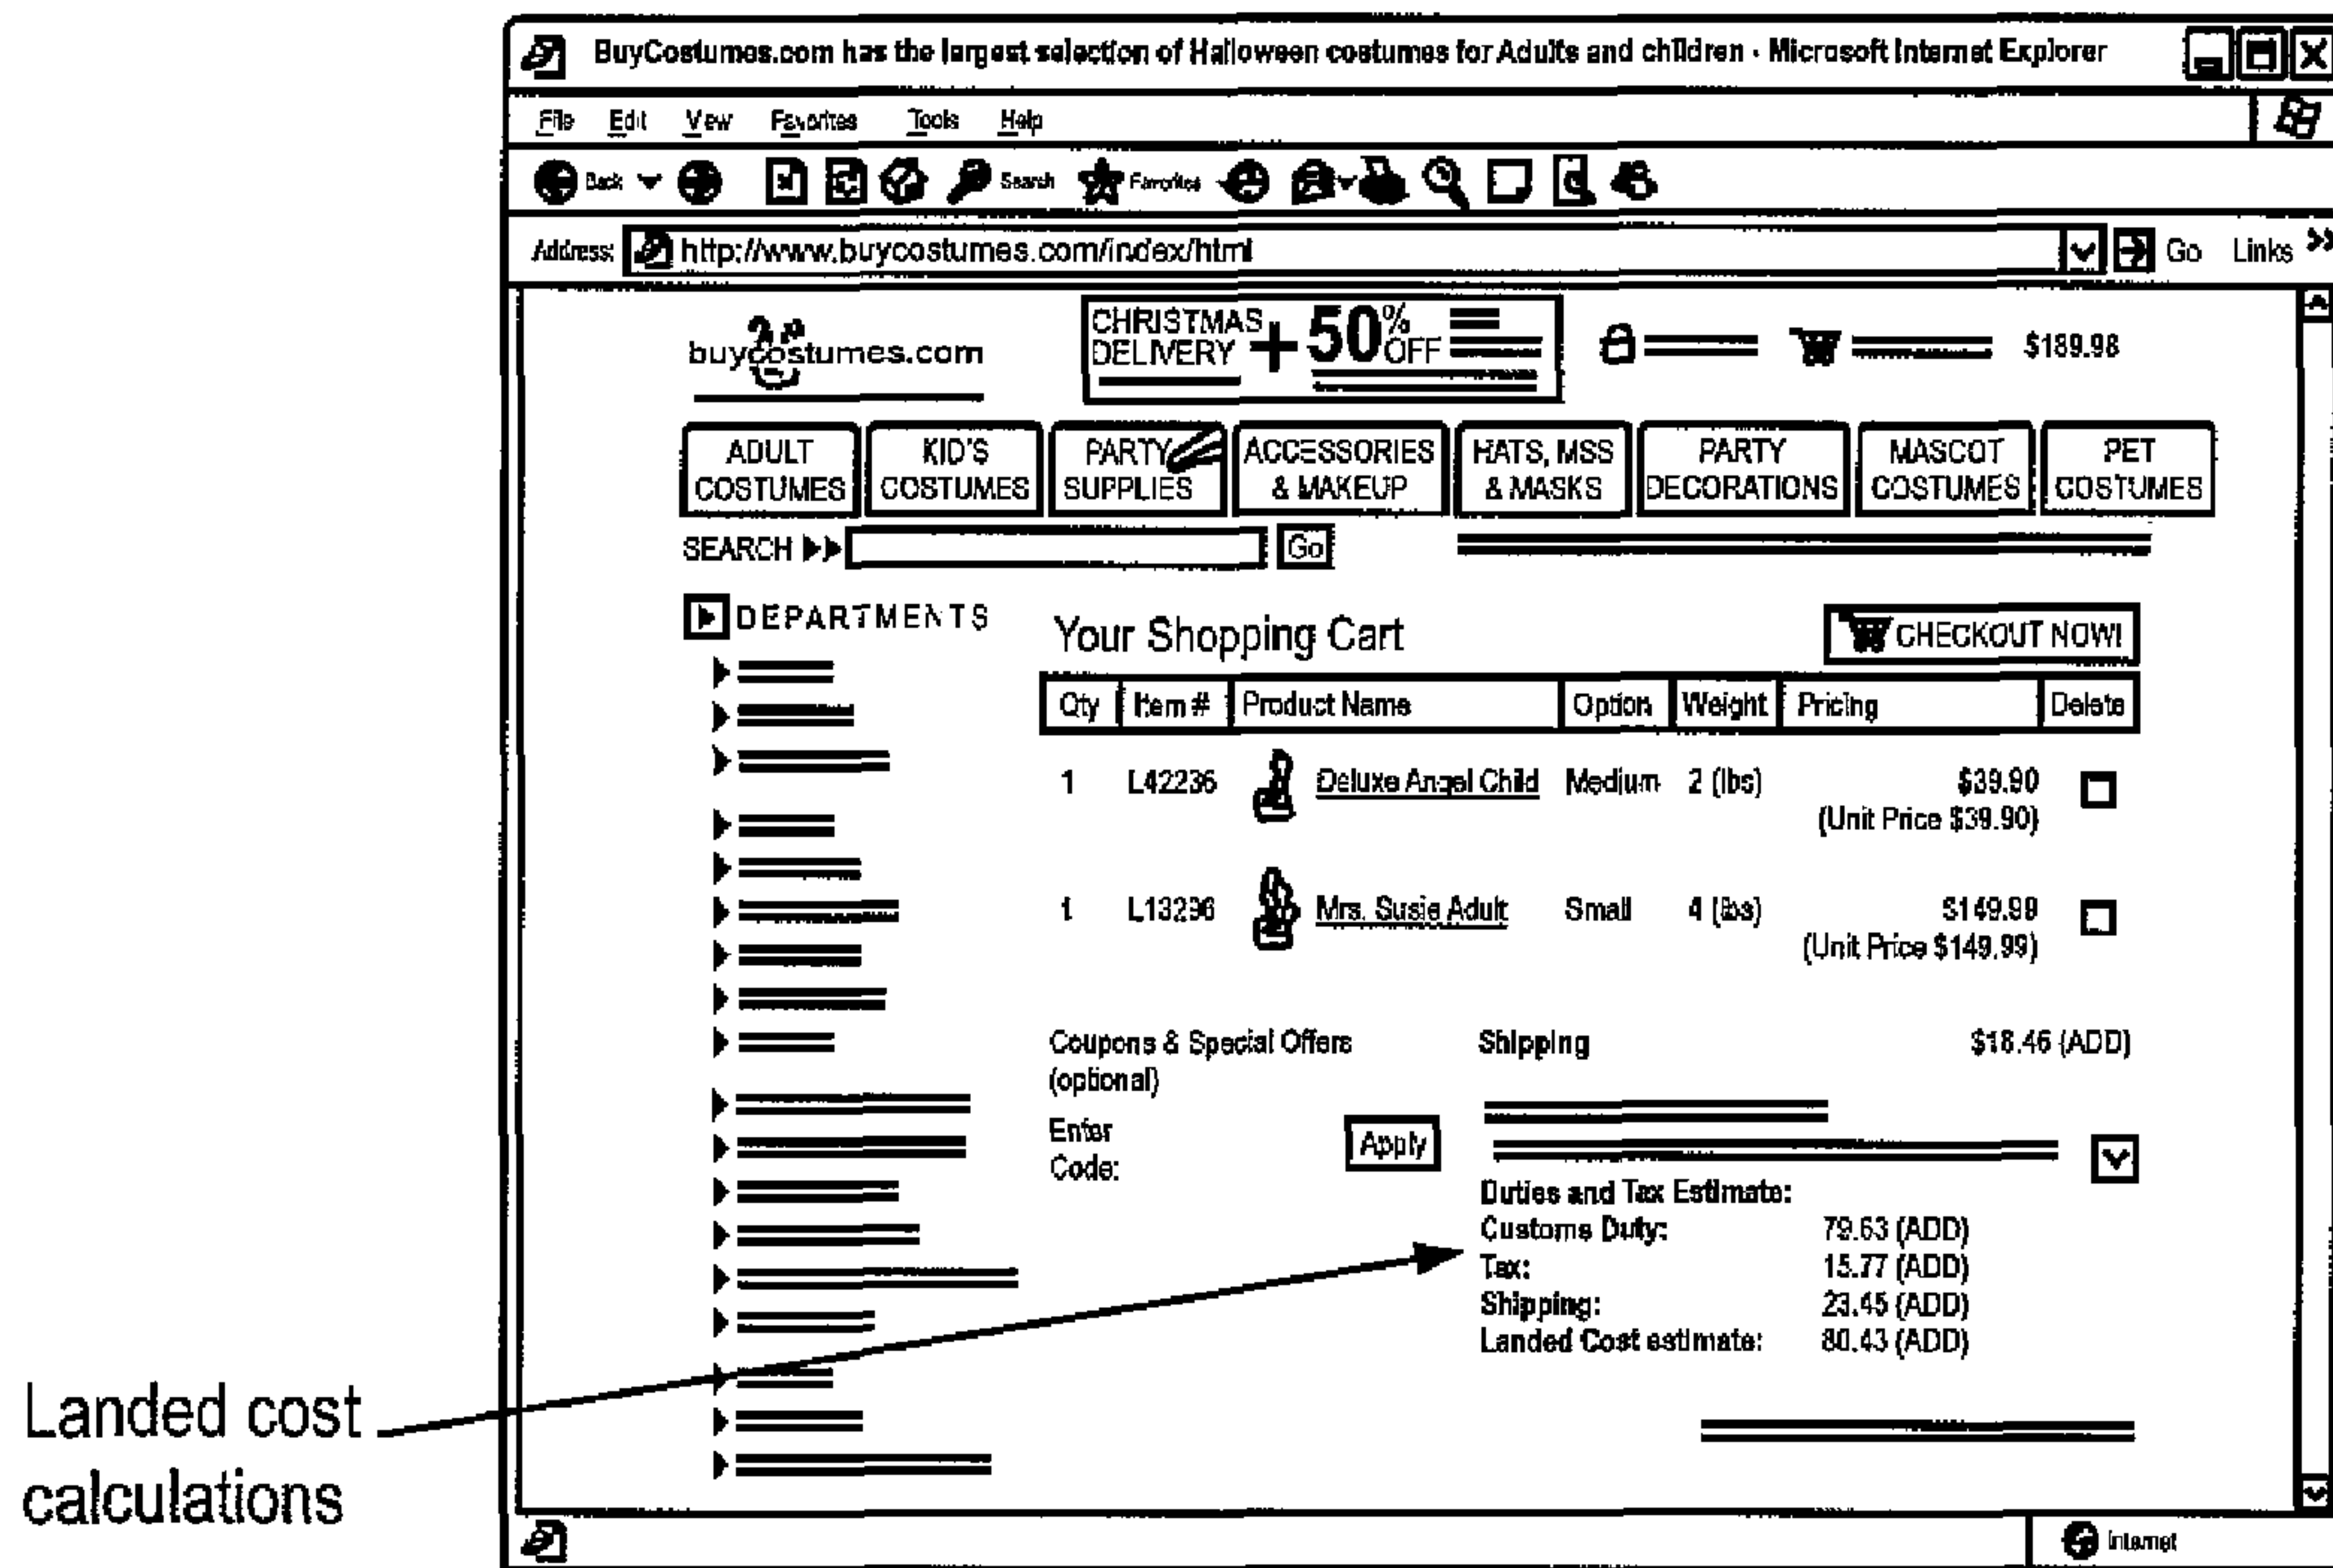 BuyCostumes.com has the largest selection of Halloween costumes for Adults and children - Microsoft Internet Explorer
File Edit View Favorites Tools Help
Back Search Favorites
Address: http://www.buycostumes.com/index/html Go Links »
buycostumes.com
CHRISTMAS DELIVERY + 50% OFF
$189.98
ADULT COSTUMES
KID'S COSTUMES
PARTY SUPPLIES
ACCESSORIES & MAKEUP
HATS, MSS & MASKS
PARTY DECORATIONS
MASCOT COSTUMES
PET COSTUMES
SEARCH Go
DEPARTMENTS
Your Shopping Cart
CHECKOUT NOW!
Qty Item # Product Name Option Weight Pricing Delete
1 L42236 Deluxe Angel Child Medium 2 (lbs) $39.90
(Unit Price $39.90)
1 L13296 Mrs. Susie Adult Small 4 (lbs) $149.99
(Unit Price $149.99)
Coupons & Special Offers
(optional)
Enter
Code:
Apply
Shipping $18.46 (ADD)
Duties and Tax Estimate:
Customs Duty: 79.63 (ADD)
Tax: 15.77 (ADD)
Shipping: 23.45 (ADD)
Landed Cost estimate: 80.43 (ADD)
Landed cost
calculations
Internet